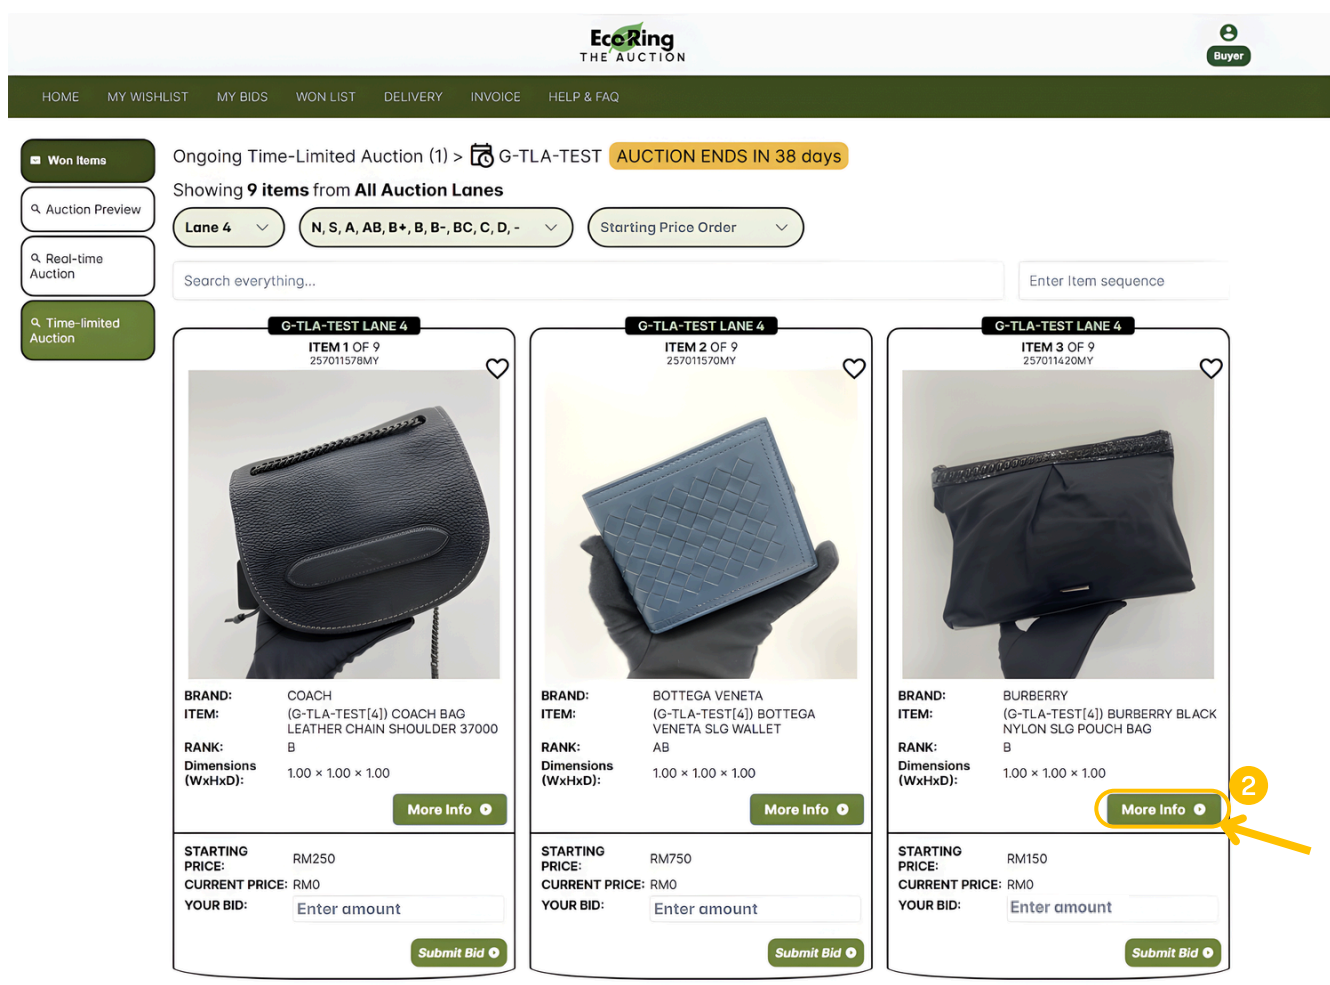 EcoRing
THE AUCTION
Buyer
HOME MY WISHLIST MY BIDS WON LIST DELIVERY INVOICE HELP & FAQ
Won Items
Auction Preview
Real-time
Auction
Time-limited
Auction
Ongoing Time-Limited Auction (1) > G-TLA-TEST AUCTION ENDS IN 38 days
Showing 9 items from All Auction Lanes
Lane 4 N, S, A, AB, B+, B, B-, BC, C, D, - Starting Price Order
Search everything... Enter Item sequence
G-TLA-TEST LANE 4
ITEM 1 OF 9
257011578MY
BRAND: COACH
ITEM: (G-TLA-TEST[4]) COACH BAG
LEATHER CHAIN SHOULDER 37000
RANK: B
Dimensions
(WxHxD): 1.00 × 1.00 × 1.00
More Info
STARTING
PRICE: RM250
CURRENT PRICE: RM0
YOUR BID: Enter amount
Submit Bid
G-TLA-TEST LANE 4
ITEM 2 OF 9
257011570MY
BRAND: BOTTEGA VENETA
ITEM: (G-TLA-TEST[4]) BOTTEGA
VENETA SLG WALLET
RANK: AB
Dimensions
(WxHxD): 1.00 × 1.00 × 1.00
More Info
STARTING
PRICE: RM750
CURRENT PRICE: RM0
YOUR BID: Enter amount
Submit Bid
G-TLA-TEST LANE 4
ITEM 3 OF 9
257011420MY
BRAND: BURBERRY
ITEM: (G-TLA-TEST[4]) BURBERRY BLACK
NYLON SLG POUCH BAG
RANK: B
Dimensions
(WxHxD): 1.00 × 1.00 × 1.00
More Info
2
STARTING
PRICE: RM150
CURRENT PRICE: RM0
YOUR BID: Enter amount
Submit Bid